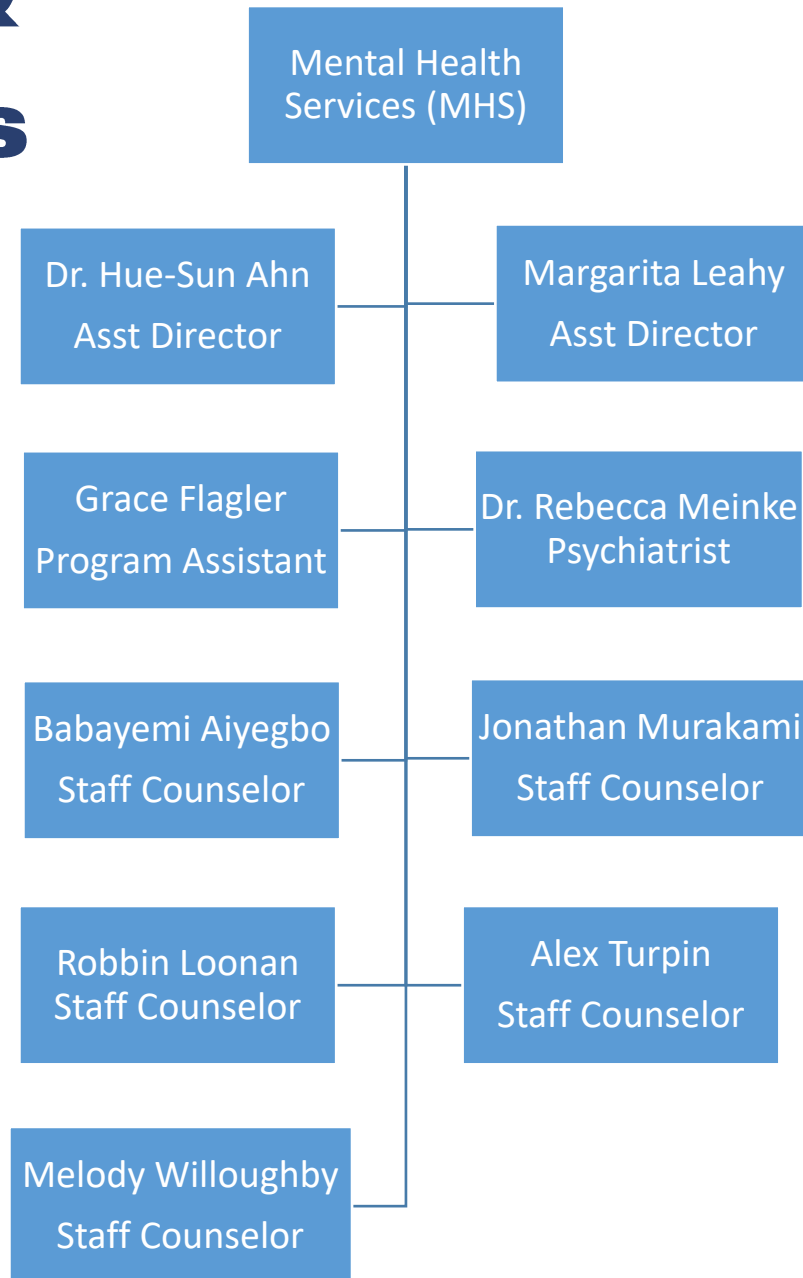 Mental Health
Services (MHS)
Dr. Hue-Sun Ahn
Asst Director
Margarita Leahy
Asst Director
Grace Flagler
Program Assistant
Dr. Rebecca Meinke
Psychiatrist
Babayemi Aiyegbo
Staff Counselor
Jonathan Murakami
Staff Counselor
Robbin Loonan
Staff Counselor
Alex Turpin
Staff Counselor
Melody Willoughby
Staff Counselor